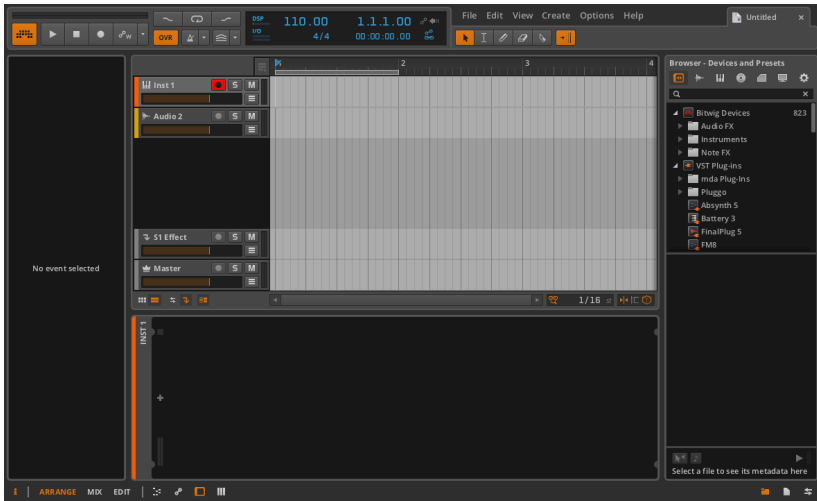 File Edit View Create Options Help
Untitled
DSP
I/O
110.00
4/4
1.1.1.00
00:00:00.00
W
OVR
1
2
3
4
Inst 1
S M
Audio 2
S M
S1 Effect
S M
Master
S M
No event selected
1/16 st
INST 1
Browser - Devices and Presets
Bitwig Devices 823
Audio FX
Instruments
Note FX
VST Plug-ins
mda Plug-Ins
Pluggo
Absynth 5
Battery 3
FinalPlug 5
FM8
Select a file to see its metadata here
i ARRANGE MIX EDIT